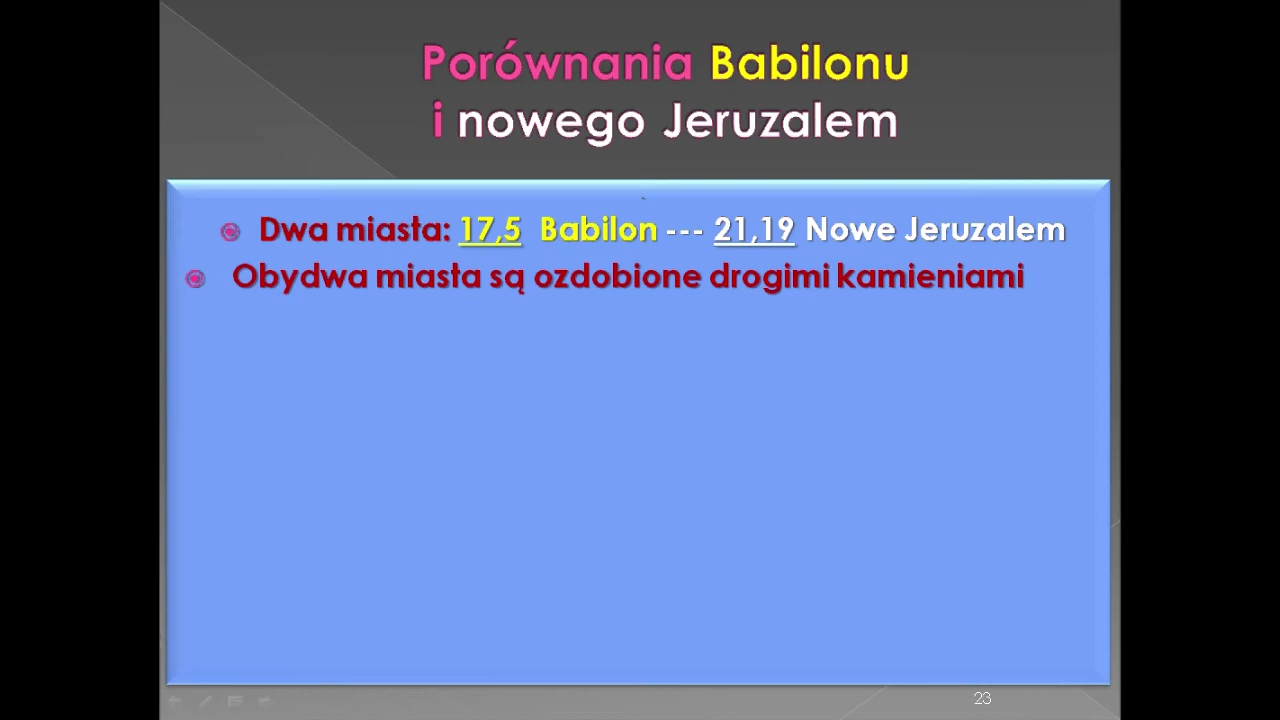 Porównania Babilonu
i nowego Jeruzalem
Dwa miasta: 17,5 Babilon --- 21,19 Nowe Jeruzalem
Obydwa miasta są ozdobione drogimi kamieniami
23